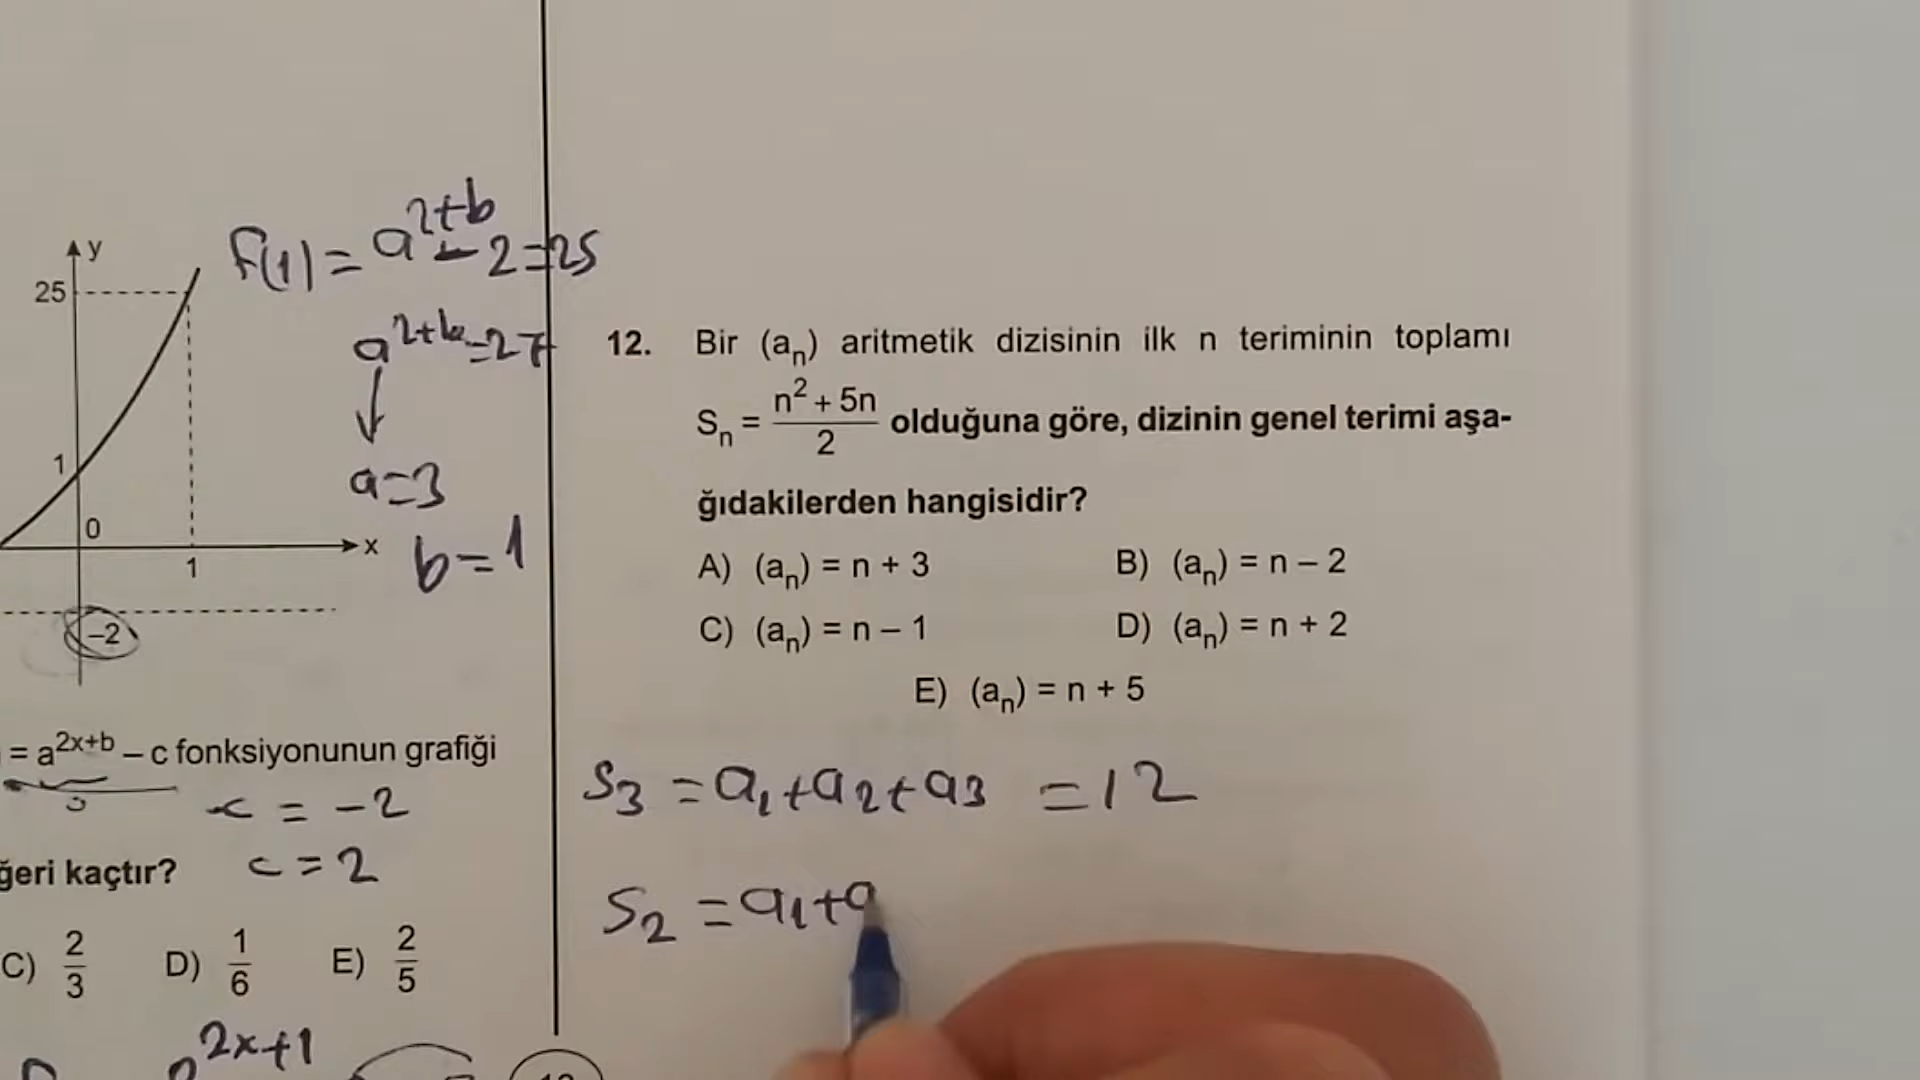 y
25
1
0
1
x
-2
F(1) = a^{2+b} - 2 = 25
= 27
a = 3
b = 1
= a^{2x+b} – c fonksiyonunun grafiği
= -2
c = 2
ğeri kaçtır?
C) 2/3 D) 1/6 E) 2/5
2x+1
12. Bir (a_n) aritmetik dizisinin ilk n teriminin toplamı
S_n = (n² + 5n)/2 olduğuna göre, dizinin genel terimi aşa-
ğıdakilerden hangisidir?
A) (a_n) = n + 3 B) (a_n) = n – 2
C) (a_n) = n – 1 D) (a_n) = n + 2
E) (a_n) = n + 5
S_3 = a_1 + a_2 + a_3 = 12
S_2 = a_1 + a